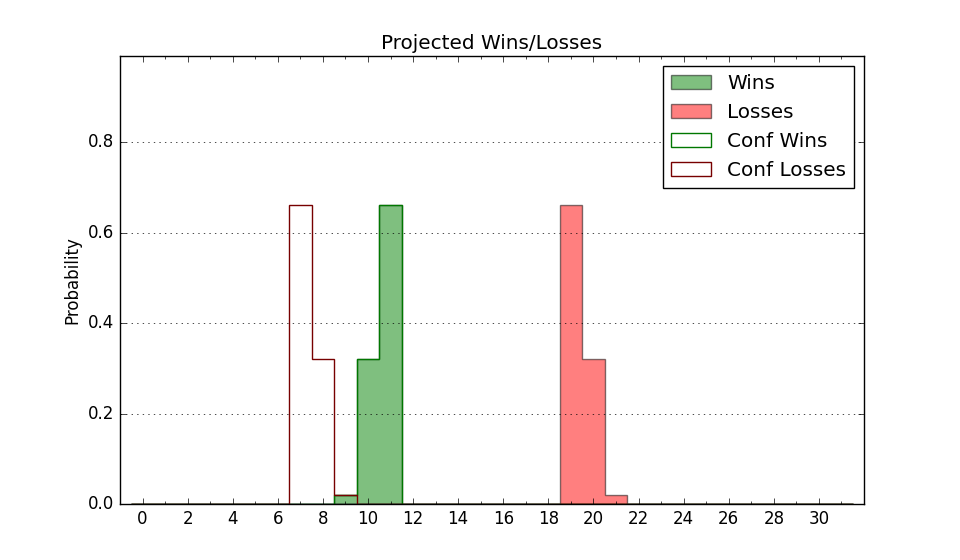 Projected Wins/Losses
Wins
Losses
Conf Wins
Conf Losses
Probability
0.8
0.6
0.4
0.2
0.0
0 2 4 6 8 10 12 14 16 18 20 22 24 26 28 30